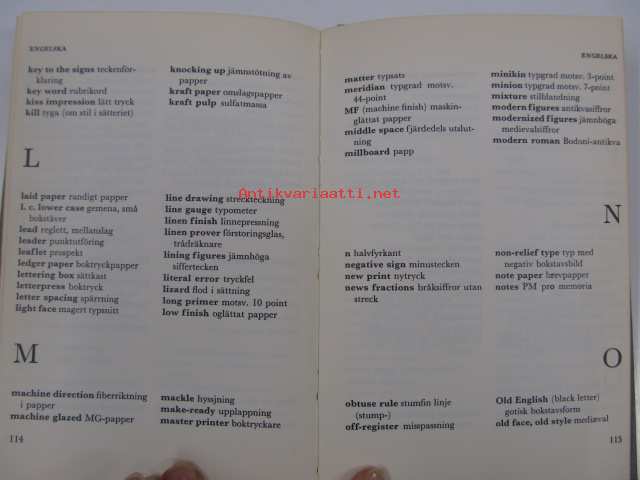 ENGELSKA
key to the signs teckenför-
klaring
key word rubrikord
kiss impression lätt tryck
kill tyga (om stil i sätteriet)
knocking up jämnstötning av
papper
kraft paper omslagspapper
kraft pulp sulfatmassa
L
laid paper randigt papper
l. c. lower case gemena, små
bokstäver
lead reglett, mellanslag
leader punktutföring
leaflet prospekt
ledger paper boktryckpapper
lettering box sättkast
letterpress boktryck
letter spacing spärrning
light face magert typsnitt
line drawing streckteckning
line gauge typometer
linen finish linnepressning
linen prover förstoringsglas,
trådräknare
lining figures jämnhöga
siffertecken
literal error tryckfel
lizard flod i sättning
long primer motsv. 10 point
low finish oglättat papper
M
machine direction fiberriktning
i papper
machine glazed MG-papper
mackle hyssjning
make-ready upplappning
master printer boktryckare
114
ENGELSKA
matter typsats
meridian typgrad motsv.
44-point
MF (machine finish) maskin-
glättat papper
middle space fjärdedels utslut-
ning
millboard papp
minikin typgrad motsv. 3-point
minion typgrad motsv. 7-point
mixture stilblandning
modern figures antikvasiffror
modernized figures jämnhöga
medievalsiffror
modern roman Bodoni-antikva
N
n halvfyrkant
negative sign minustecken
new print nytryck
news fractions bråksiffror utan
streck
non-relief type typ med
negativ bokstavsbild
note paper brevpapper
notes PM pro memoria
O
obtuse rule stumfin linje
(stump-)
off-register misspassning
Old English (black letter)
gotisk bokstavsform
old face, old style mediæval
115
Antikvariaatti.net